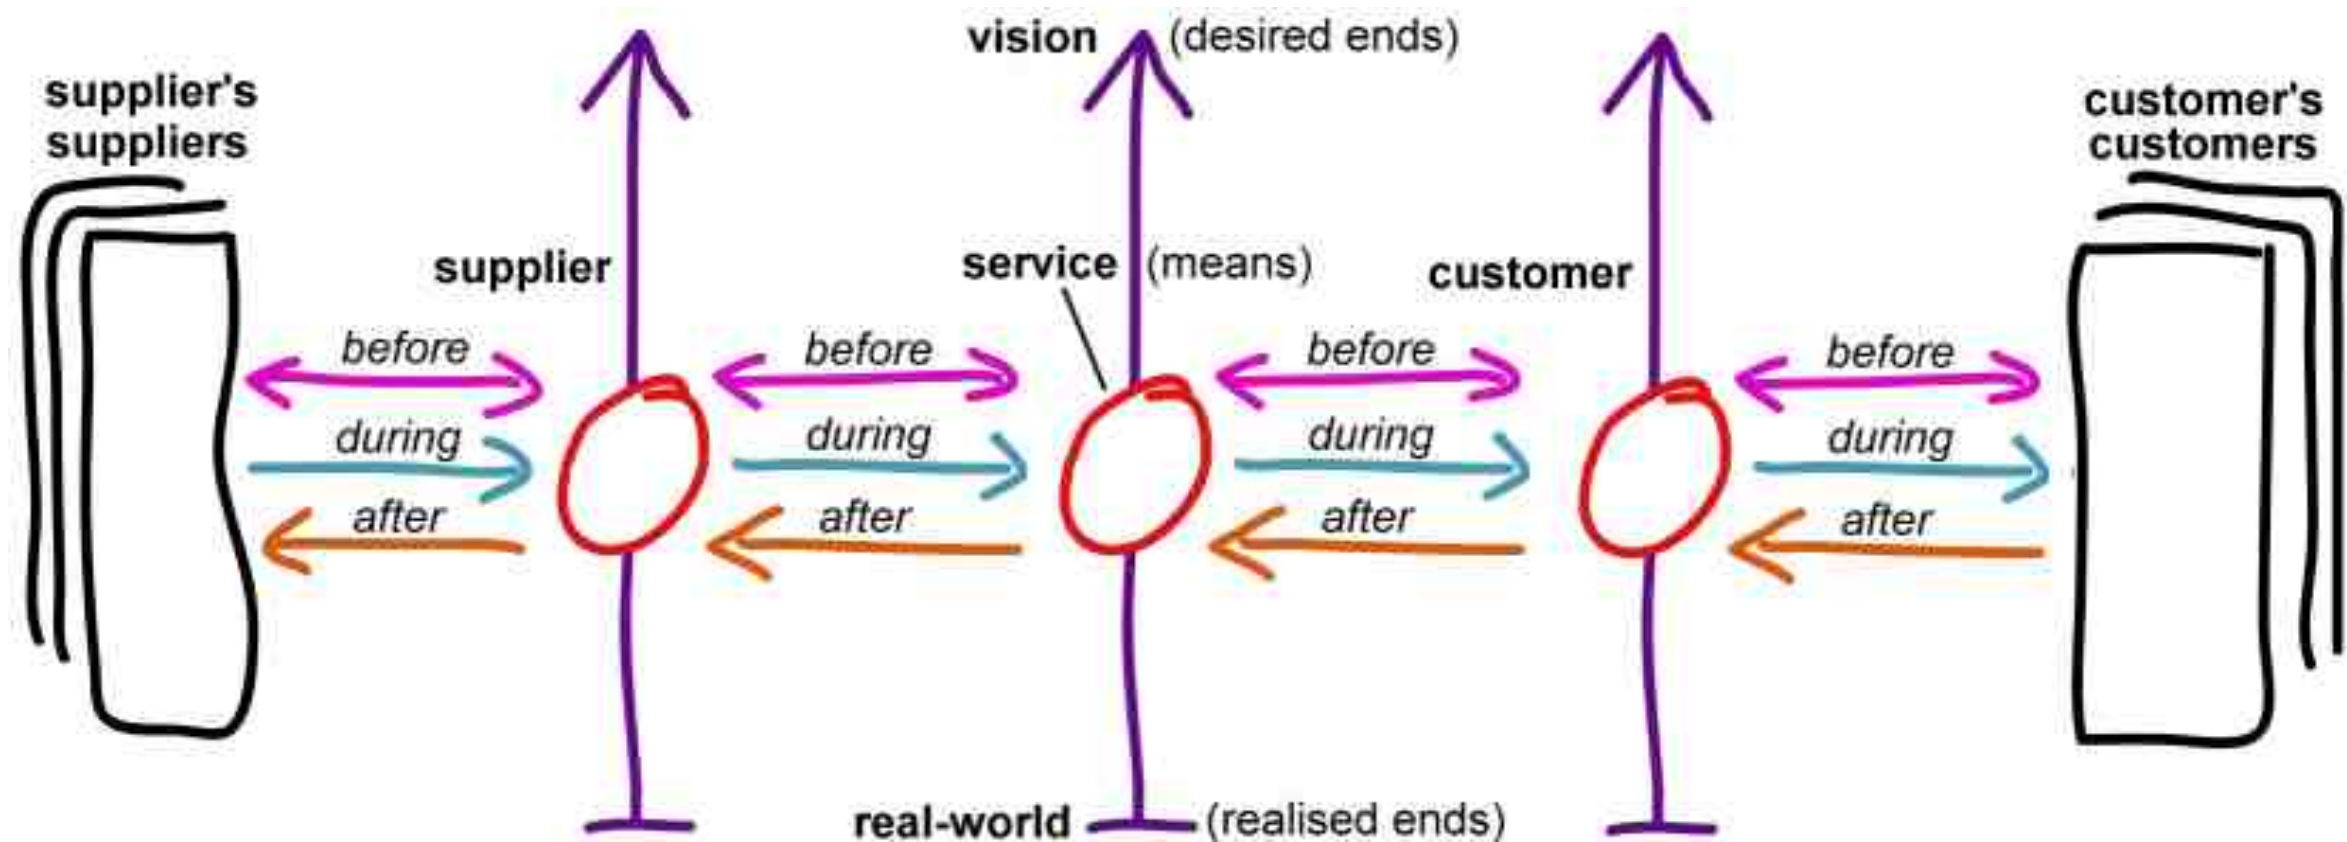 vision (desired ends)
supplier's
suppliers
customer's
customers
supplier
service (means)
customer
before
before
before
before
during
during
during
during
after
after
after
after
real-world (realised ends)